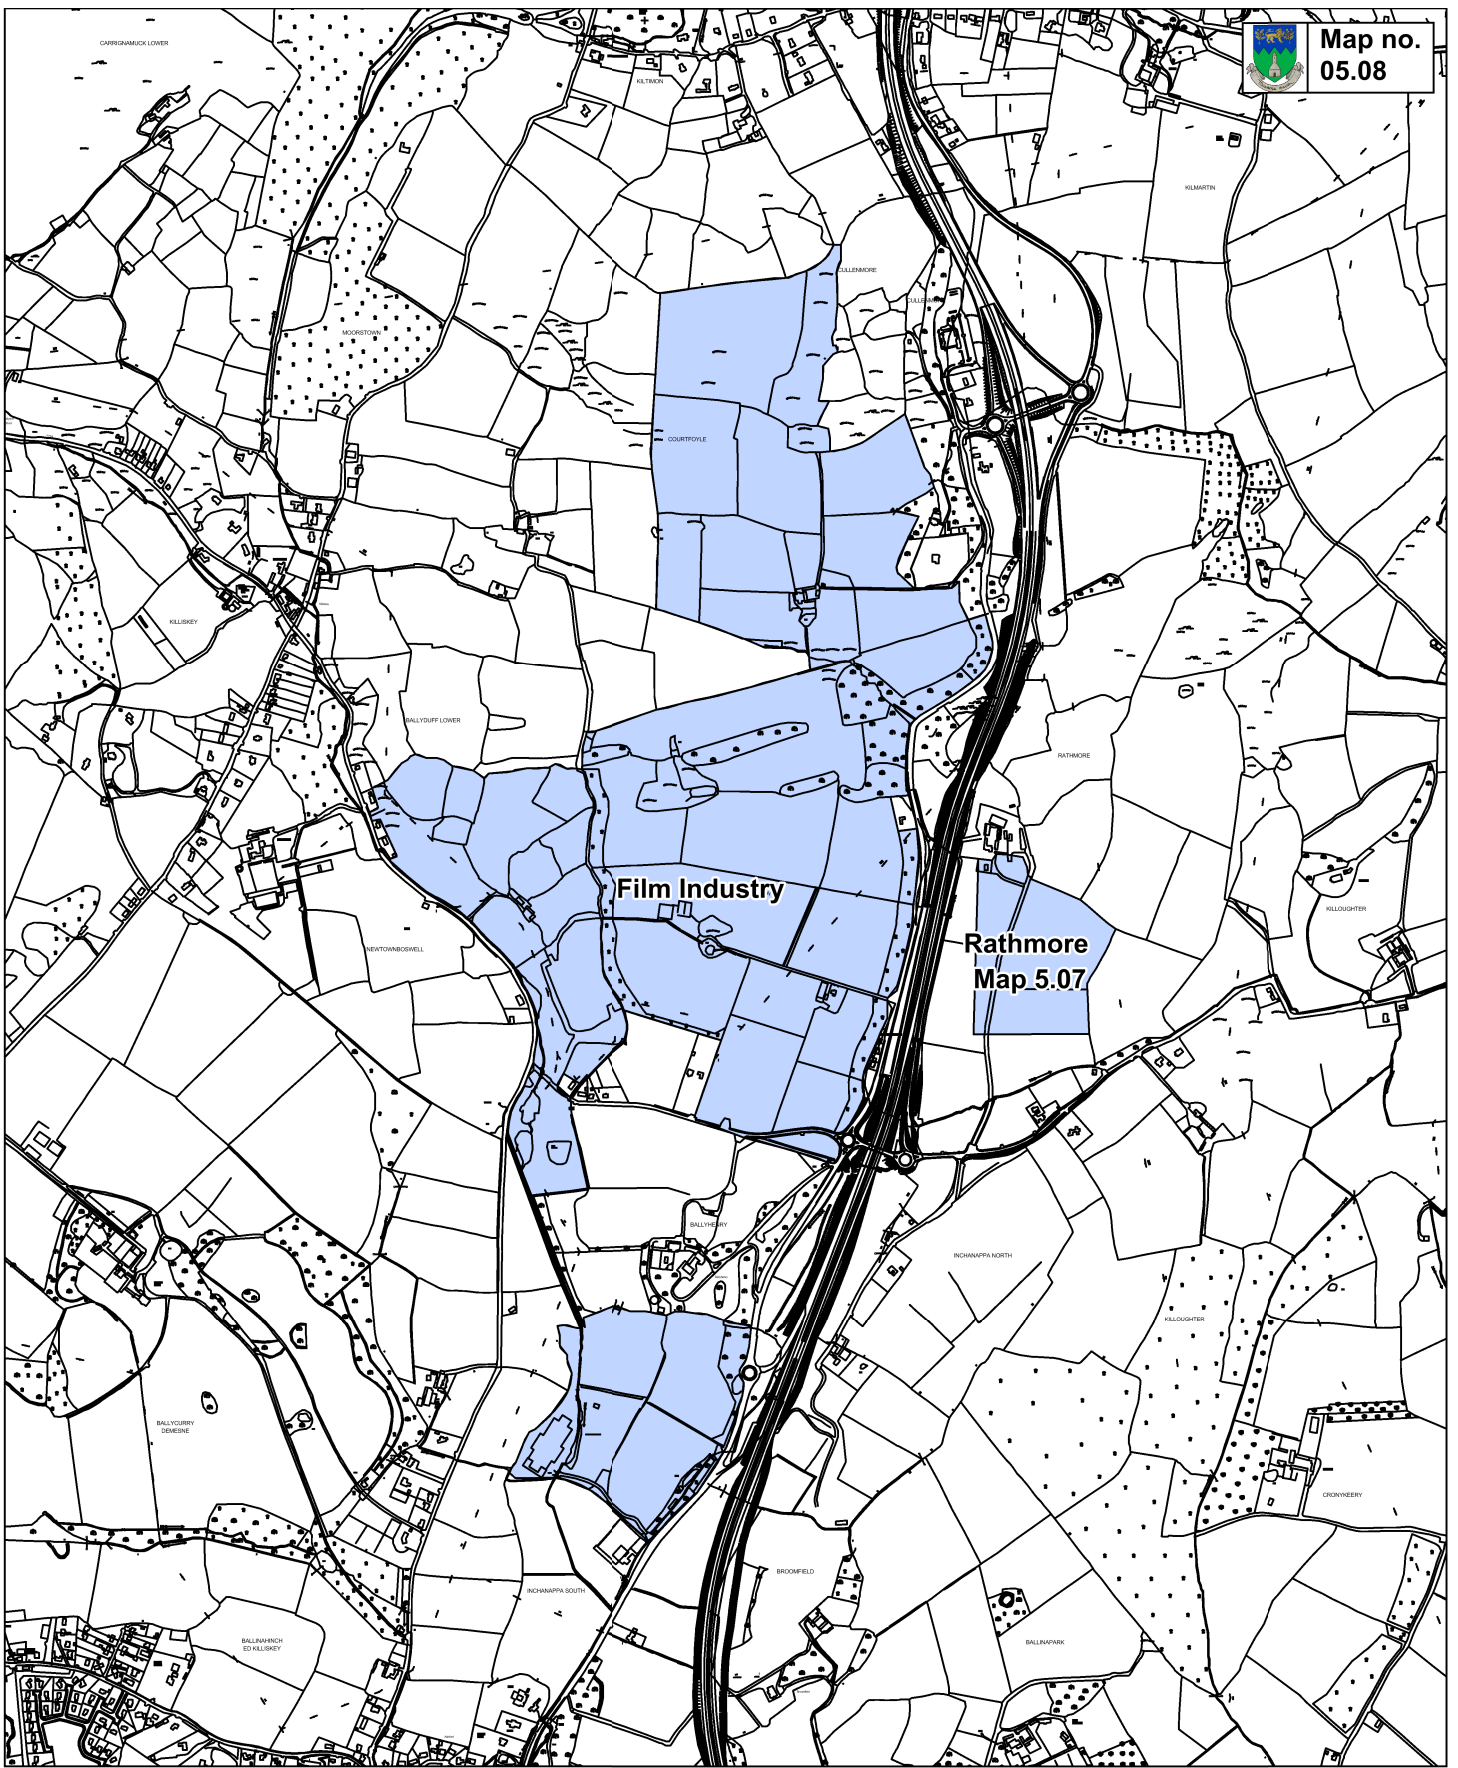 Map no.
05.08
CARRIGNAMUCK LOWER
KILTIMON
KILMARTIN
CULLENMORE
CULLENMORE
MOORSTOWN
COURTFOYLE
KILLISKEY
BALLYDUFF LOWER
RATHMORE
Film Industry
KILLOUGHTER
NEWTOWNBOSWELL
Rathmore
Map 5.07
BALLYHENRY
INCHANAPPA NORTH
KILLOUGHTER
BALLYCURRY
DEMESNE
CRONYKEERY
BROOMFIELD
INCHANAPPA SOUTH
BALLINAHINCH
ED KILLISKEY
BALLINAPARK